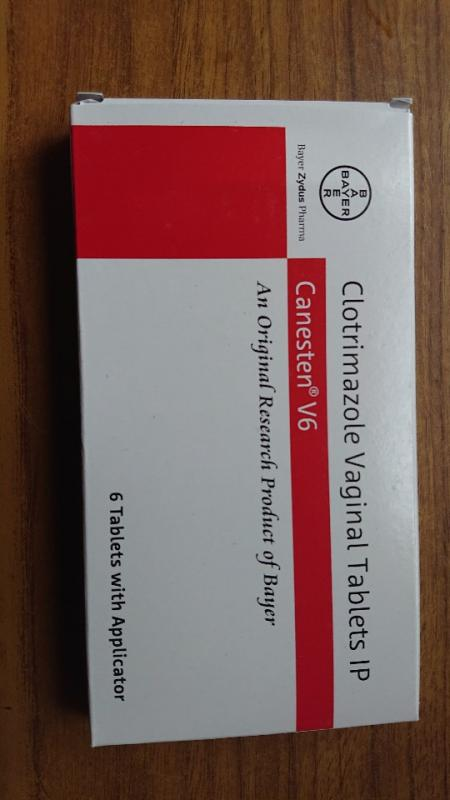 Clotrimazole Vaginal Tablets IP
BAYER
BAYER
Bayer Zydus Pharma
Canesten® V6
An Original Research Product of Bayer
6 Tablets with Applicator